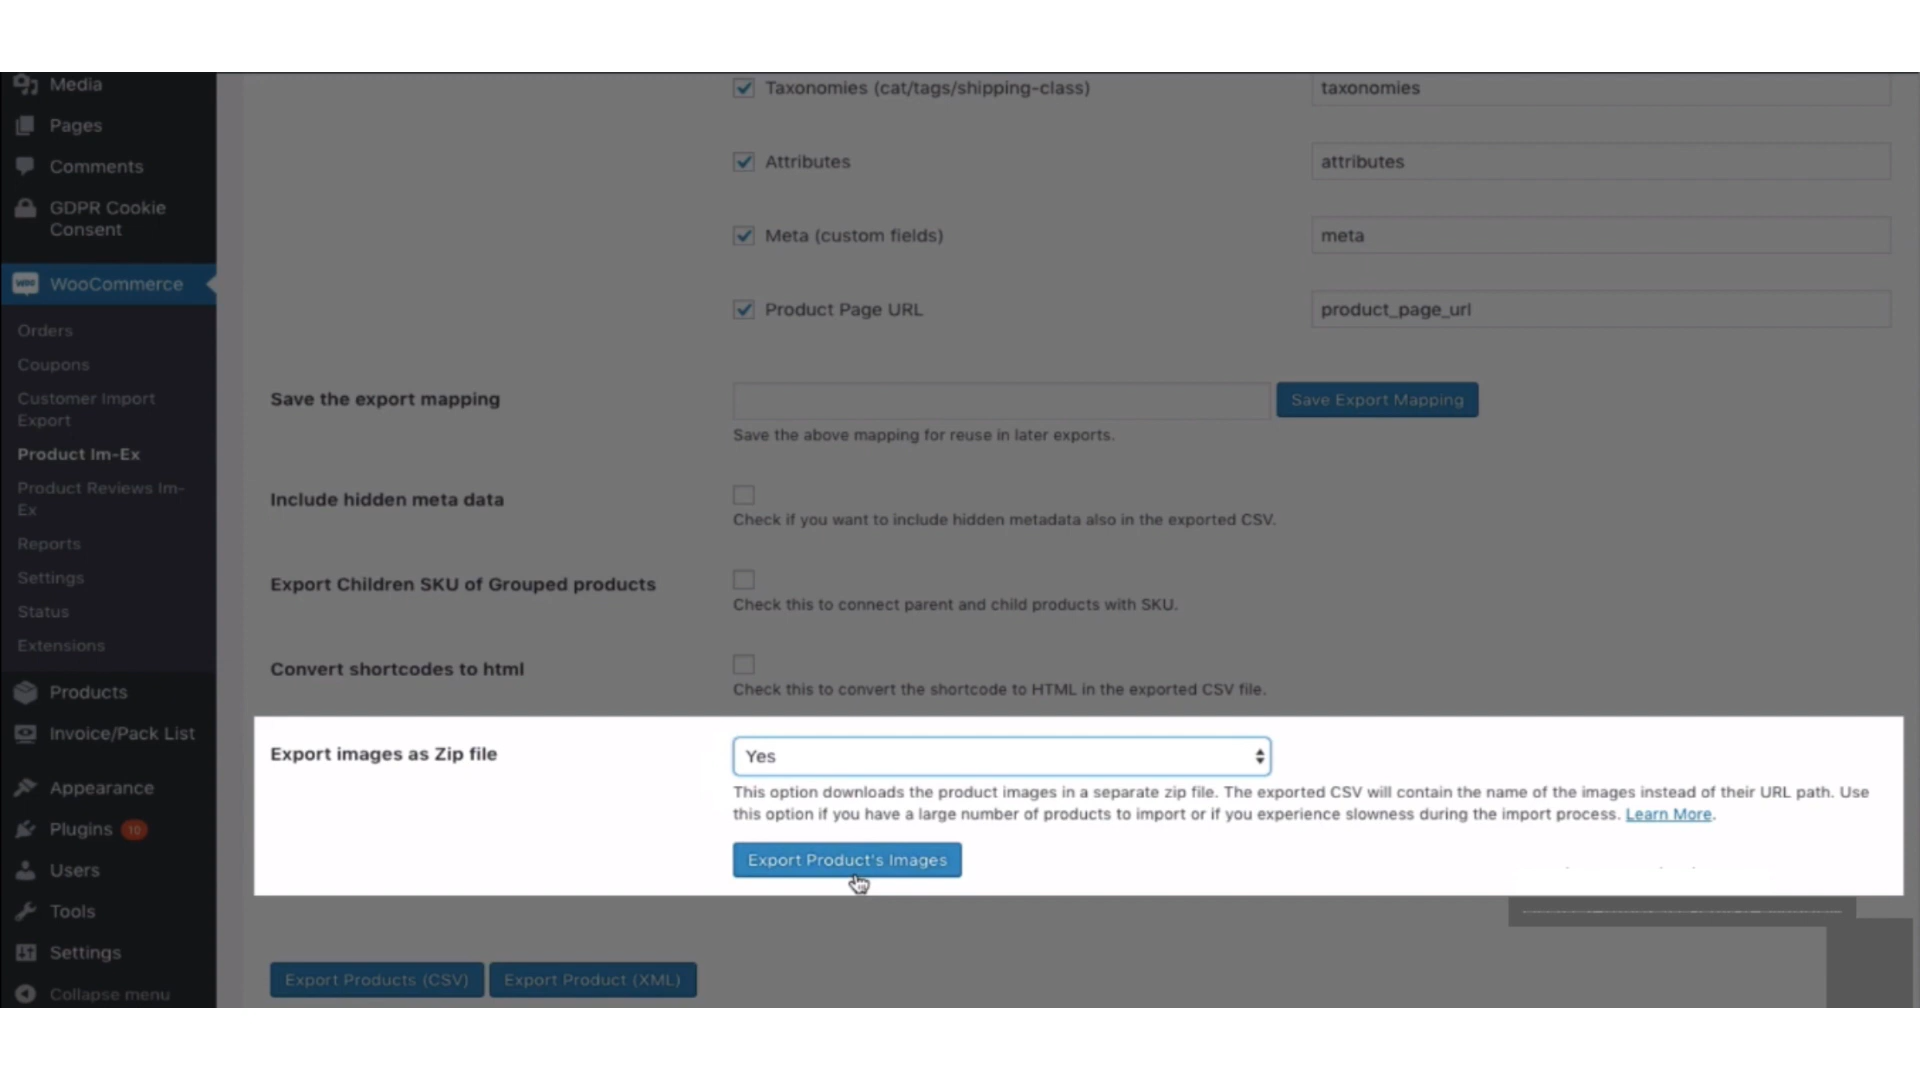 Media
Pages
Comments
GDPR Cookie
Consent
WooCommerce
Orders
Coupons
Customer Import
Export
Product Im-Ex
Product Reviews Im-
Ex
Reports
Settings
Status
Extensions
Products
Invoice/Pack List
Appearance
Plugins 10
Users
Tools
Settings
Collapse menu
Taxonomies (cat/tags/shipping-class) taxonomies
Attributes attributes
Meta (custom fields) meta
Product Page URL product_page_url
Save the export mapping Save Export Mapping
Save the above mapping for reuse in later exports.
Include hidden meta data
Check if you want to include hidden metadata also in the exported CSV.
Export Children SKU of Grouped products
Check this to connect parent and child products with SKU.
Convert shortcodes to html
Check this to convert the shortcode to HTML in the exported CSV file.
Export images as Zip file Yes
This option downloads the product images in a separate zip file. The exported CSV will contain the name of the images instead of their URL path. Use
this option if you have a large number of products to import or if you experience slowness during the import process. Learn More.
Export Product's Images
Export Products (CSV) Export Product (XML)